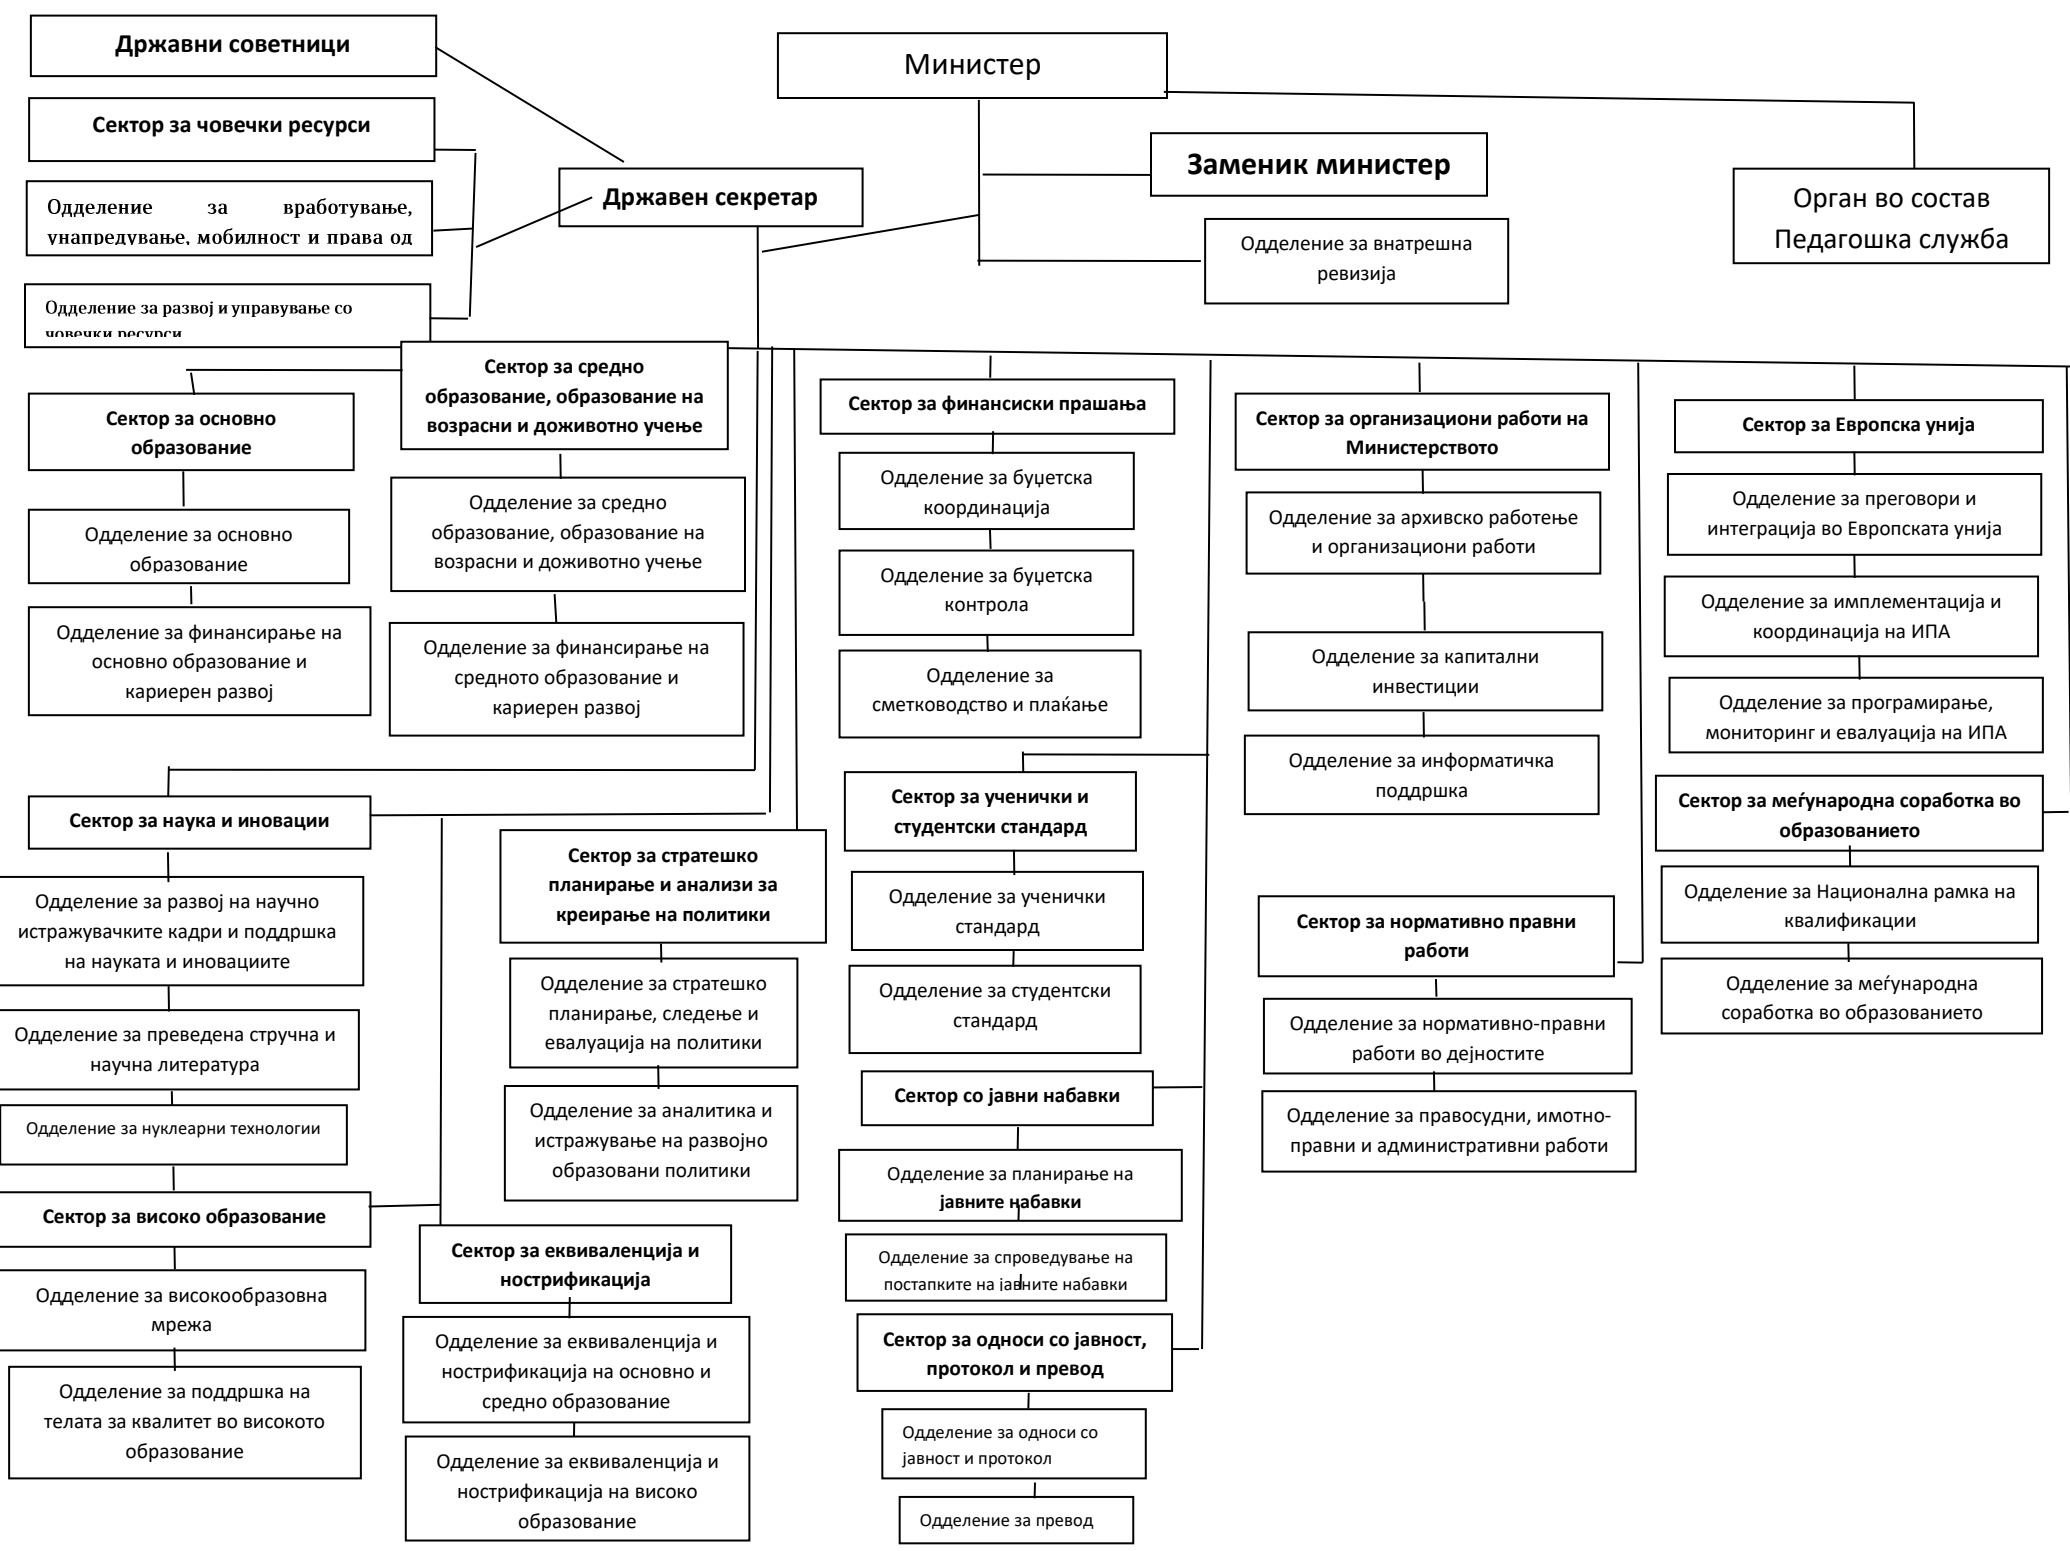 Државни советници
Министер
Сектор за човечки ресурси
Заменик министер
Државен секретар
Орган во состав
Педагошка служба
Одделение за вработување,
унапредување, мобилност и права од
Одделение за внатрешна
ревизија
Одделение за развој и управување со
човечки ресурси
Сектор за средно
образование, образование на
возрасни и доживотно учење
Сектор за основно
образование
Сектор за финансиски прашања
Сектор за организациони работи на
Министерството
Сектор за Европска унија
Одделение за основно
образование
Одделение за финансирање на
основно образование и
кариерен развој
Одделение за средно
образование, образование на
возрасни и доживотно учење
Одделение за финансирање на
средното образование и
кариерен развој
Одделение за буџетска
координација
Одделение за буџетска
контрола
Одделение за
сметководство и плаќање
Одделение за архивско работење
и организациони работи
Одделение за капитални
инвестиции
Одделение за информатичка
поддршка
Одделение за преговори и
интеграција во Европската унија
Одделение за имплементација и
координација на ИПА
Одделение за програмирање,
мониторинг и евалуација на ИПА
Сектор за наука и иновации
Одделение за развој на научно
истражувачките кадри и поддршка
на науката и иновациите
Одделение за преведена стручна и
научна литература
Одделение за нуклеарни технологии
Сектор за високо образование
Одделение за високообразовна
мрежа
Одделение за поддршка на
телата за квалитет во високото
образование
Сектор за стратешко
планирање и анализи за
креирање на политики
Одделение за стратешко
планирање, следење и
евалуација на политики
Одделение за аналитика и
истражување на развојно
образовани политики
Сектор за еквиваленција и
нострификација
Одделение за еквиваленција и
нострификација на основно и
средно образование
Одделение за еквиваленција и
нострификација на високо
образование
Сектор за ученички и
студентски стандард
Одделение за ученички
стандард
Одделение за студентски
стандард
Сектор со јавни набавки
Одделение за планирање на
јавните набавки
Одделение за спроведување на
постапките на јавните набавки
Сектор за односи со јавност,
протокол и превод
Одделение за односи со
јавност и протокол
Одделение за превод
Сектор за нормативно правни
работи
Одделение за нормативно-правни
работи во дејностите
Одделение за правосудни, имотно-
правни и административни работи
Сектор за меѓународна соработка во
образованието
Одделение за Национална рамка на
квалификации
Одделение за меѓународна
соработка во образованието